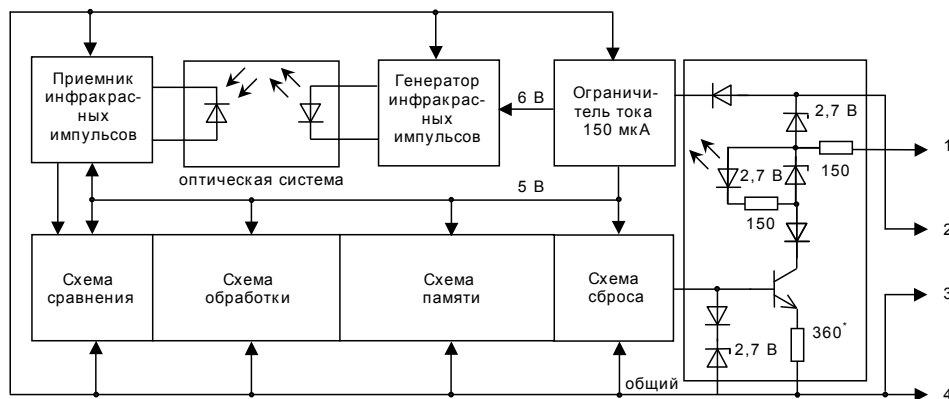 Приемник
инфракрас-
ных
импульсов
Генератор
инфракрас-
ных
импульсов
6 В
Ограничи-
тель тока
150 мкА
2,7 В
1
150
2,7 В
150
оптическая система
5 В
2
Схема
сравнения
Схема
обработки
Схема
памяти
Схема
сброса
3
360*
2,7 В
общий
4